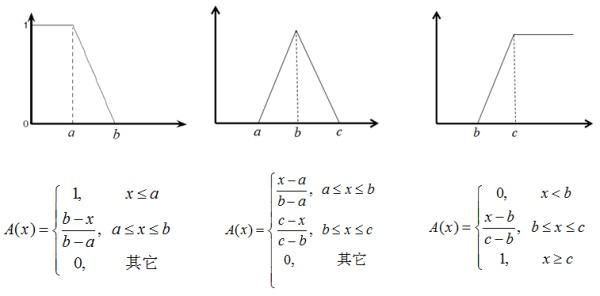 1
0
a b
a b c
b c
A(x) = { 1, x ≤ a
(b−x)/(b−a), a ≤ x ≤ b
0, 其它
A(x) = { (x−a)/(b−a), a ≤ x ≤ b
(c−x)/(c−b), b ≤ x ≤ c
0, 其它
A(x) = { 0, x < b
(x−b)/(c−b), b ≤ x ≤ c
1, x ≥ c